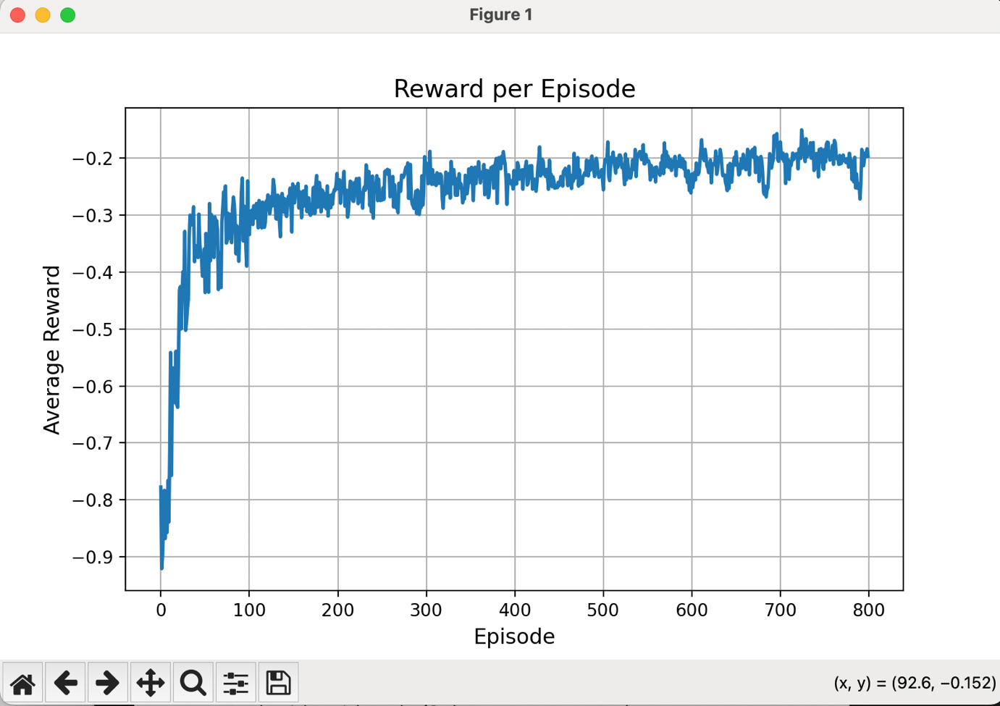 Figure 1
Reward per Episode
−0.2
−0.3
−0.4
−0.5
−0.6
−0.7
−0.8
−0.9
Average Reward
0 100 200 300 400 500 600 700 800
Episode
(x, y) = (92.6, −0.152)